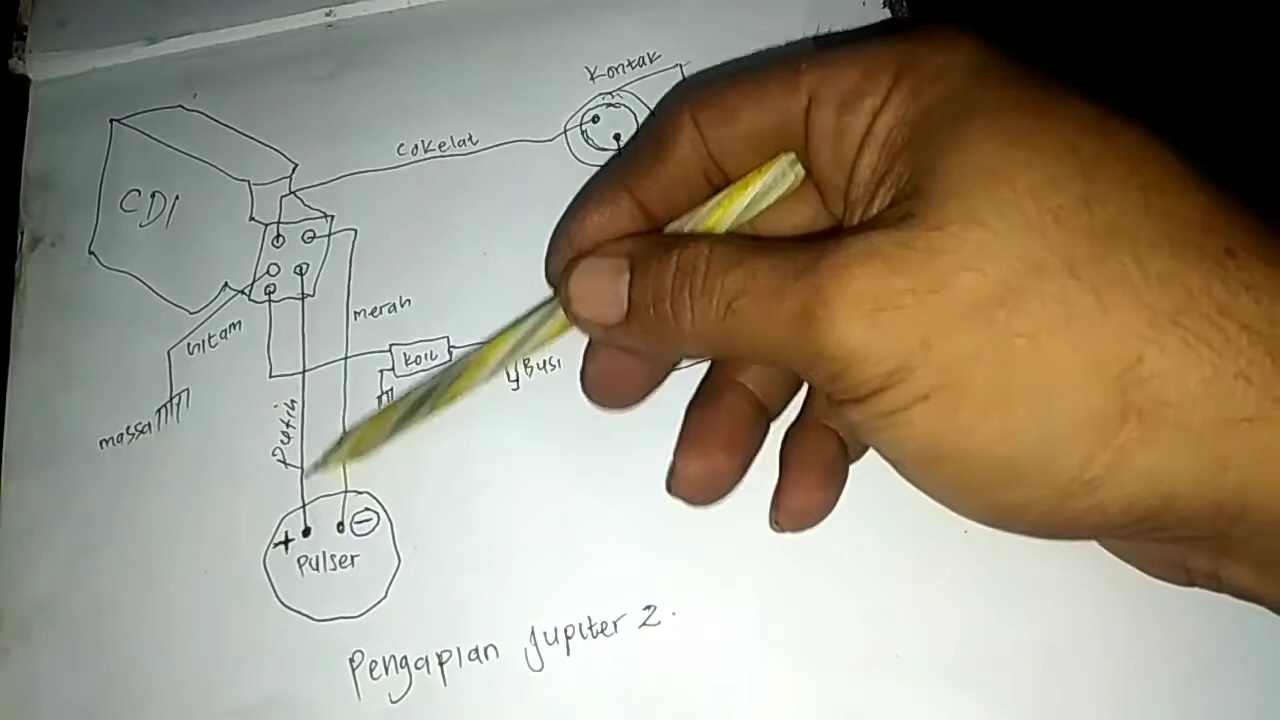 Kontak
Cokelat
CDI
merah
hitam
KOIL
Busi
massa
Putih
+
−
Pulser
Pengapian Jupiter Z.